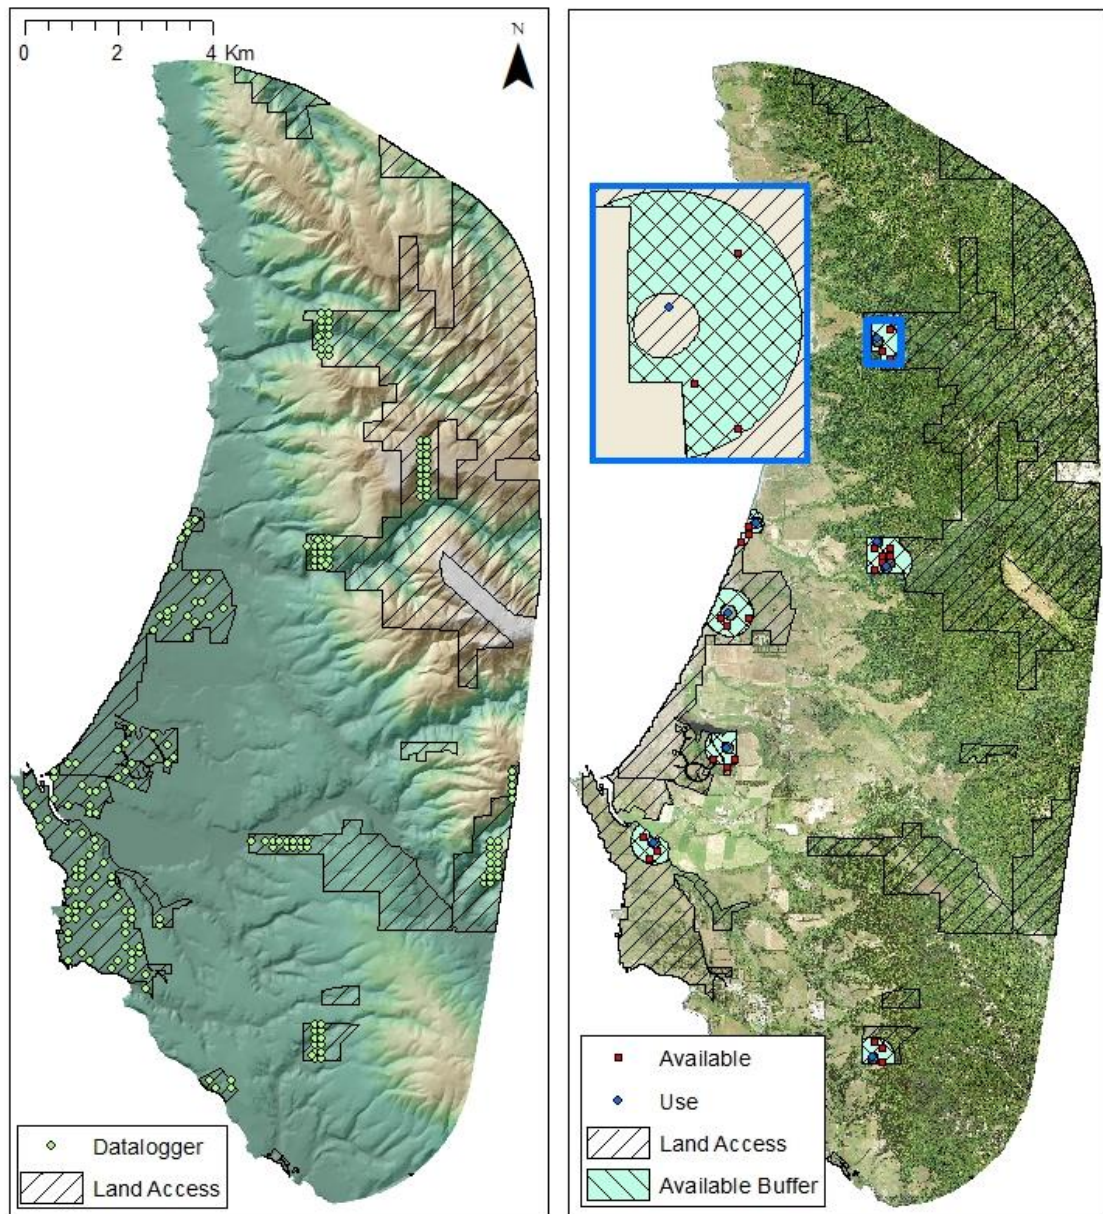 0 2 4 Km
N
Datalogger
Land Access
Available
Use
Land Access
Available Buffer